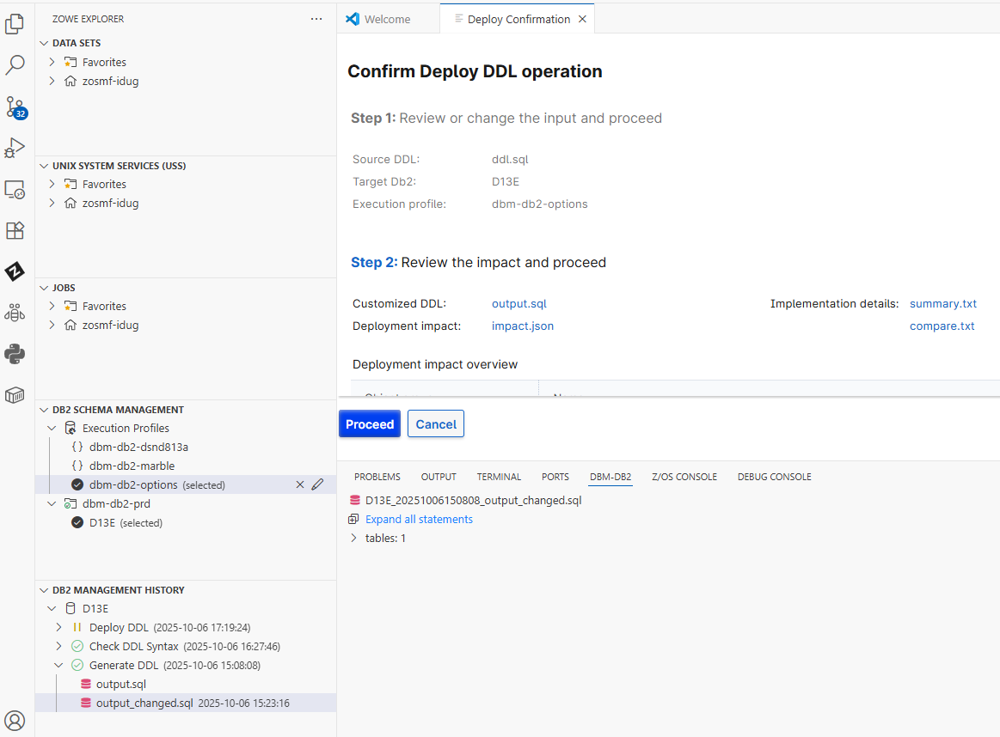 ZOWE EXPLORER
DATA SETS
Favorites
zosmf-idug
32
UNIX SYSTEM SERVICES (USS)
Favorites
zosmf-idug
JOBS
Favorites
zosmf-idug
DB2 SCHEMA MANAGEMENT
Execution Profiles
{} dbm-db2-dsnd813a
{} dbm-db2-marble
dbm-db2-options (selected)
dbm-db2-prd
D13E (selected)
DB2 MANAGEMENT HISTORY
D13E
Deploy DDL (2025-10-06 17:19:24)
Check DDL Syntax (2025-10-06 16:27:46)
Generate DDL (2025-10-06 15:08:08)
output.sql
output_changed.sql 2025-10-06 15:23:16
Welcome
Deploy Confirmation
Confirm Deploy DDL operation
Step 1: Review or change the input and proceed
Source DDL: ddl.sql
Target Db2: D13E
Execution profile: dbm-db2-options
Step 2: Review the impact and proceed
Customized DDL: output.sql Implementation details: summary.txt
Deployment impact: impact.json compare.txt
Deployment impact overview
Proceed Cancel
PROBLEMS OUTPUT TERMINAL PORTS DBM-DB2 Z/OS CONSOLE DEBUG CONSOLE
D13E_20251006150808_output_changed.sql
Expand all statements
tables: 1